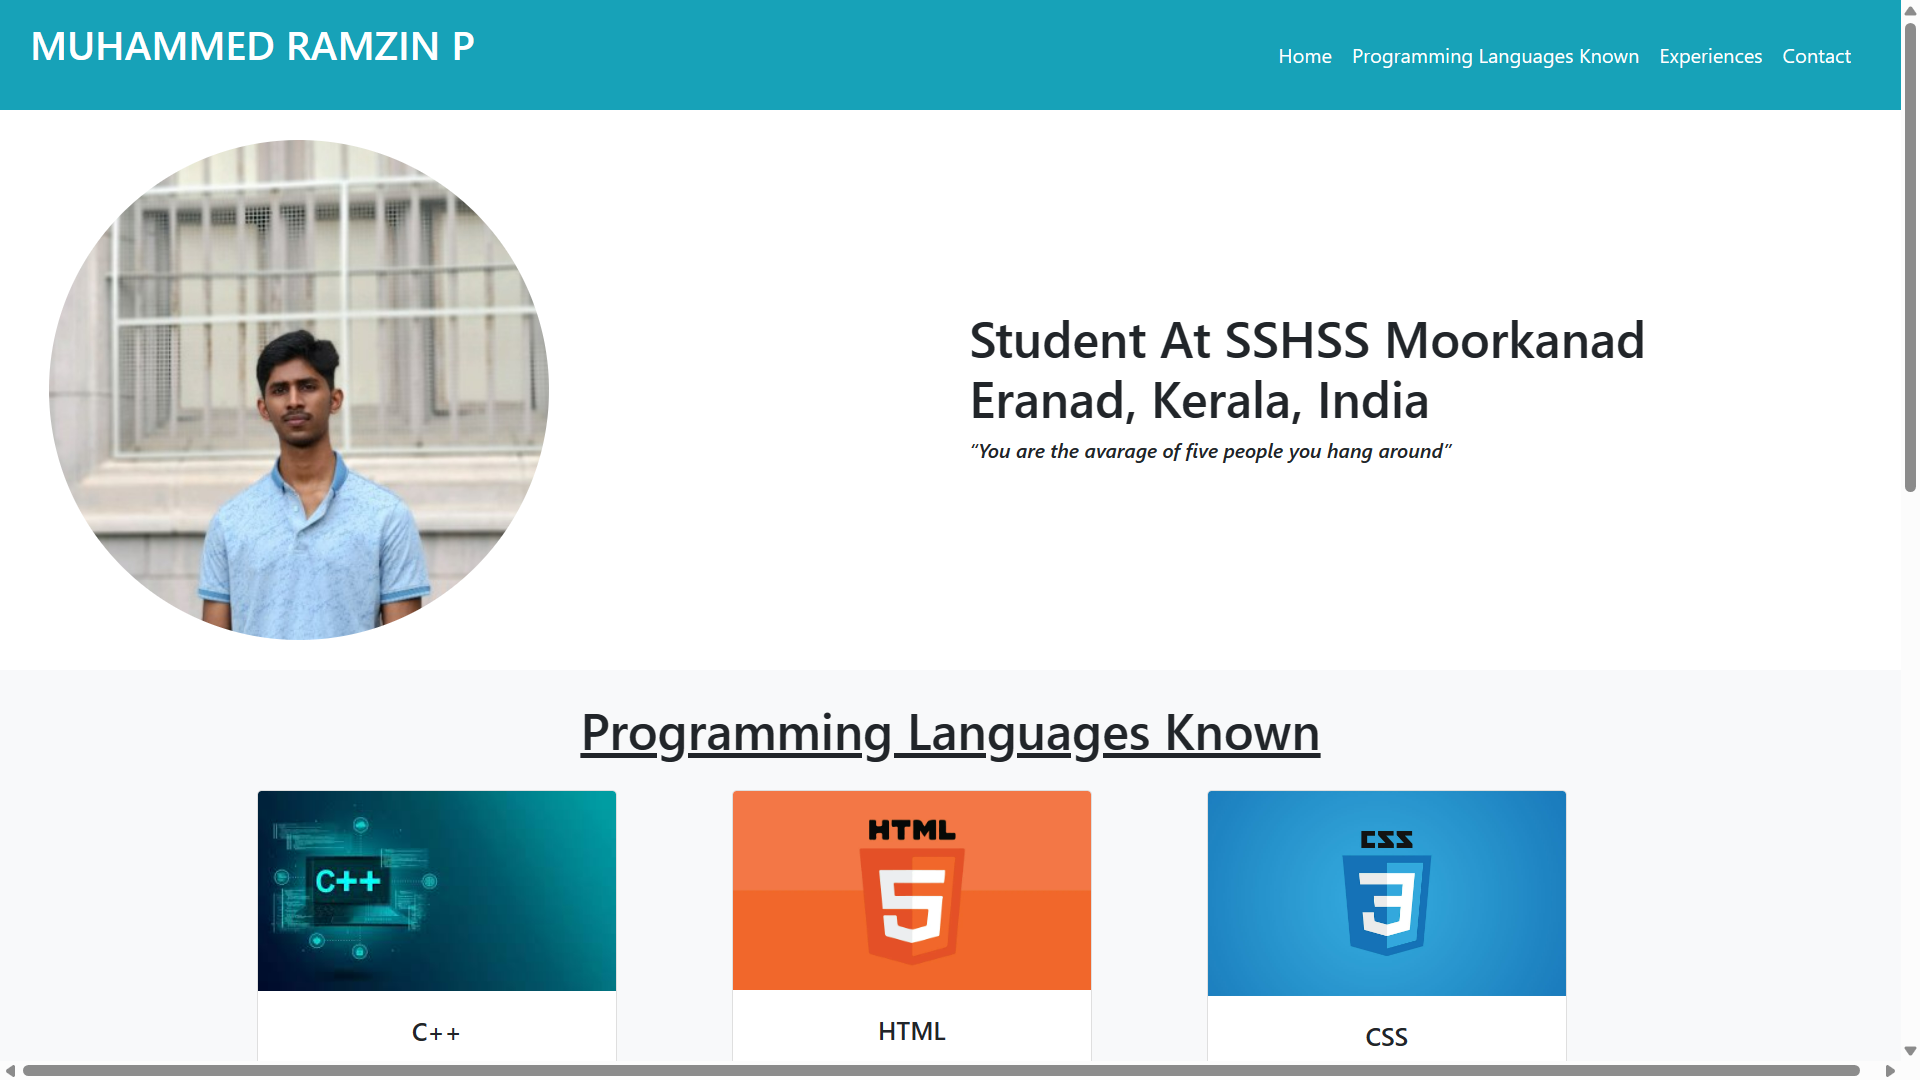 MUHAMMED RAMZIN P
Home Programming Languages Known Experiences Contact
Student At SSHSS Moorkanad
Eranad, Kerala, India
“You are the avarage of five people you hang around”
Programming Languages Known
C++
HTML
5
CSS
3
C++
HTML
CSS